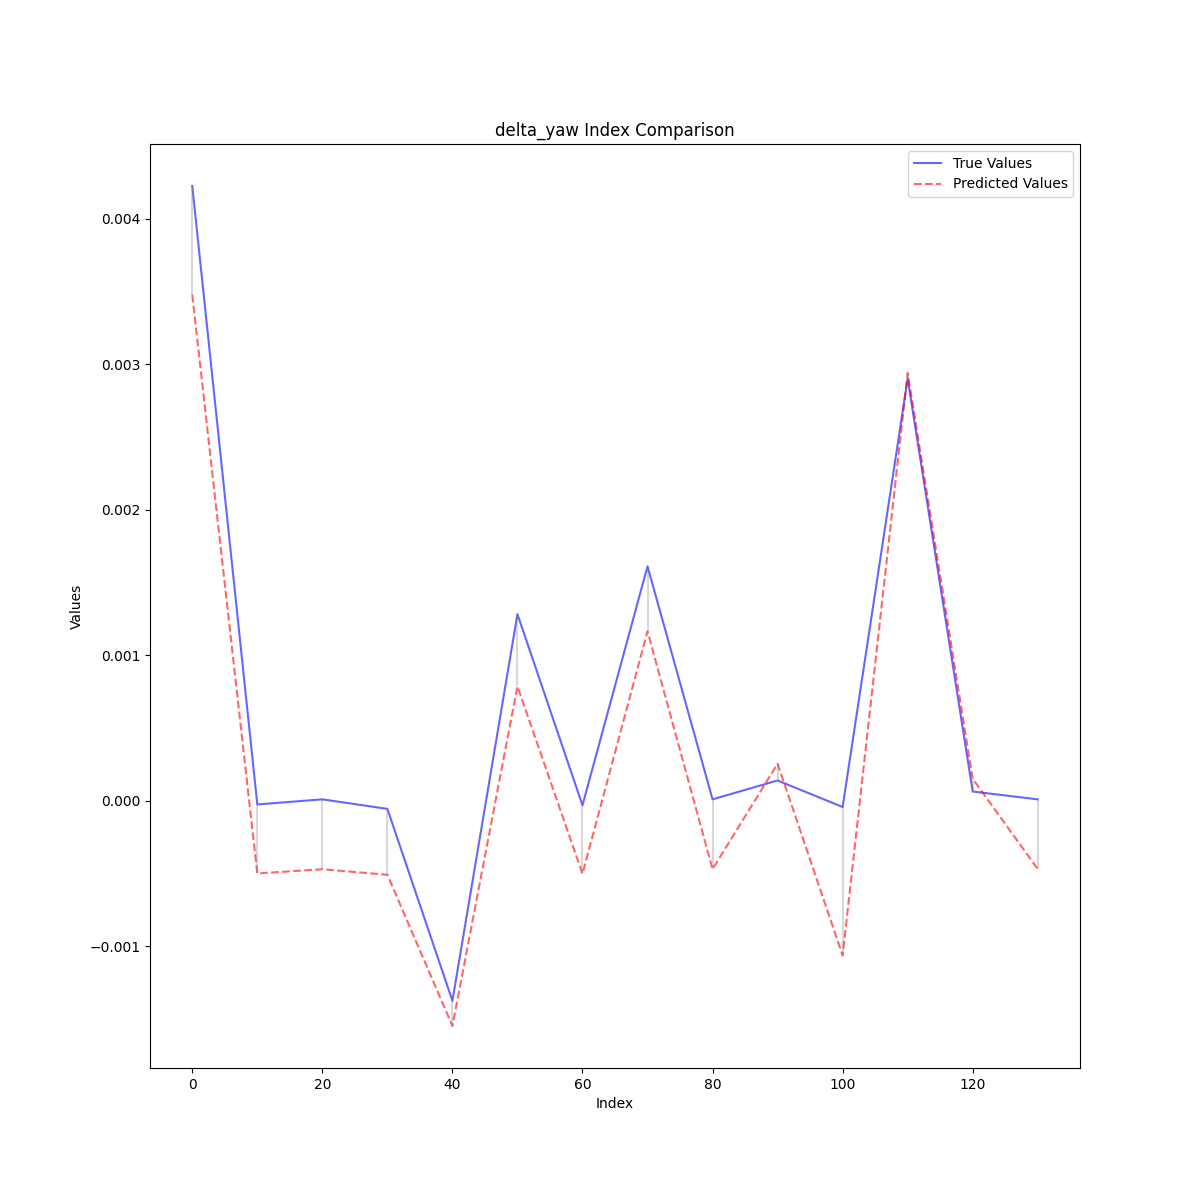 delta_yaw Index Comparison
True Values
Predicted Values
0.004
0.003
0.002
0.001
0.000
−0.001
Values
0
20
40
60
80
100
120
Index